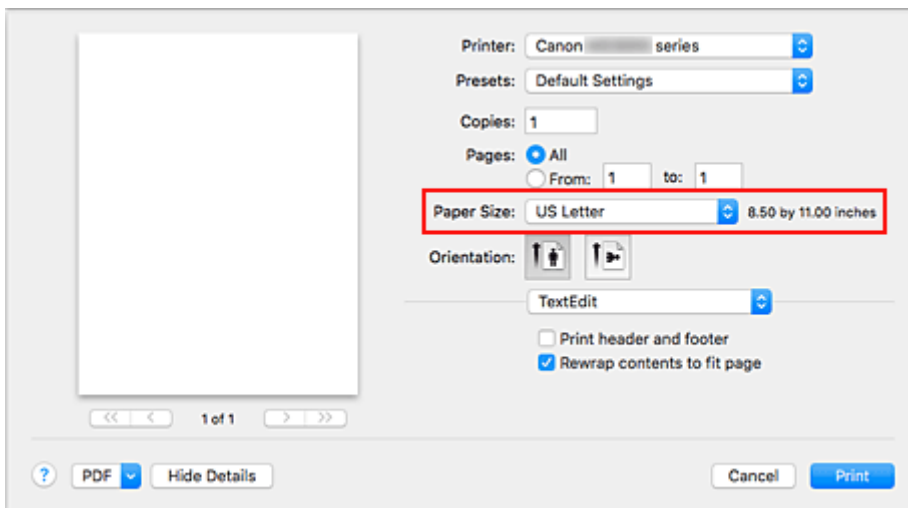 Printer: Canon series
Presets: Default Settings
Copies: 1
Pages: All
From: 1 to: 1
Paper Size: US Letter 8.50 by 11.00 inches
Orientation:
TextEdit
Print header and footer
Rewrap contents to fit page
<< < 1 of 1 > >>
? PDF Hide Details Cancel Print